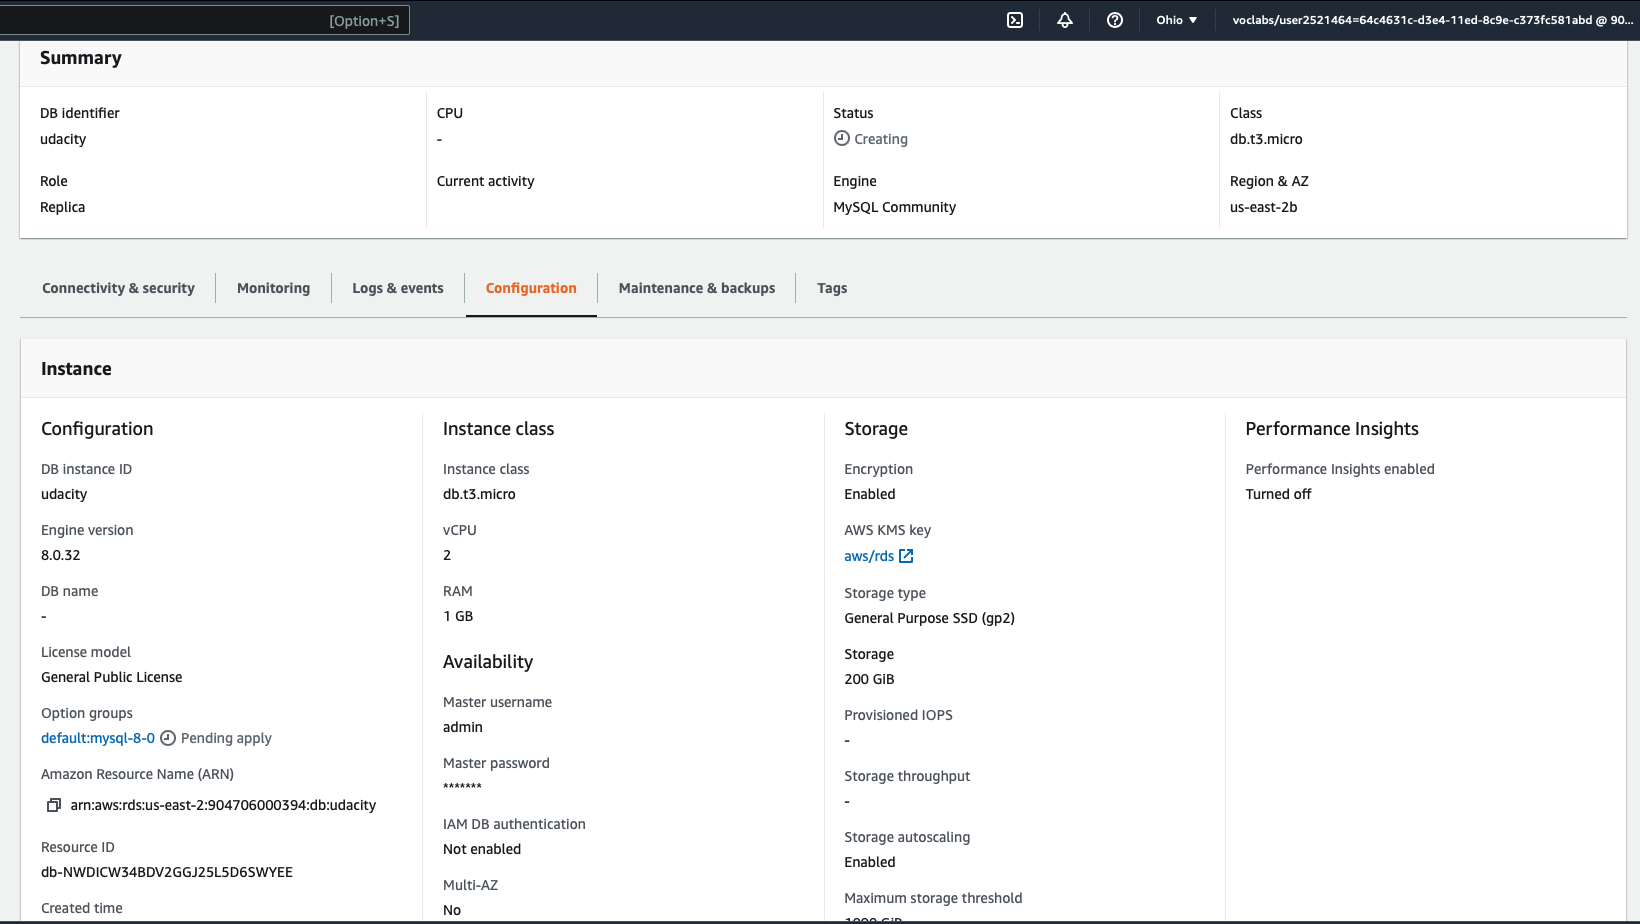 [Option+S]
Ohio ▼
voclabs/user2521464=64c4631c-d3e4-11ed-8c9e-c373fc581abd @ 90...
Summary
DB identifier
udacity
CPU
-
Status
Creating
Class
db.t3.micro
Role
Replica
Current activity
Engine
MySQL Community
Region & AZ
us-east-2b
Connectivity & security
Monitoring
Logs & events
Configuration
Maintenance & backups
Tags
Instance
Configuration
DB instance ID
udacity
Engine version
8.0.32
DB name
-
License model
General Public License
Option groups
default:mysql-8-0 Pending apply
Amazon Resource Name (ARN)
arn:aws:rds:us-east-2:904706000394:db:udacity
Resource ID
db-NWDICW34BDV2GGJ25L5D6SWYEE
Created time
Instance class
Instance class
db.t3.micro
vCPU
2
RAM
1 GB
Availability
Master username
admin
Master password
*******
IAM DB authentication
Not enabled
Multi-AZ
No
Storage
Encryption
Enabled
AWS KMS key
aws/rds
Storage type
General Purpose SSD (gp2)
Storage
200 GiB
Provisioned IOPS
-
Storage throughput
-
Storage autoscaling
Enabled
Maximum storage threshold
1000 GiB
Performance Insights
Performance Insights enabled
Turned off